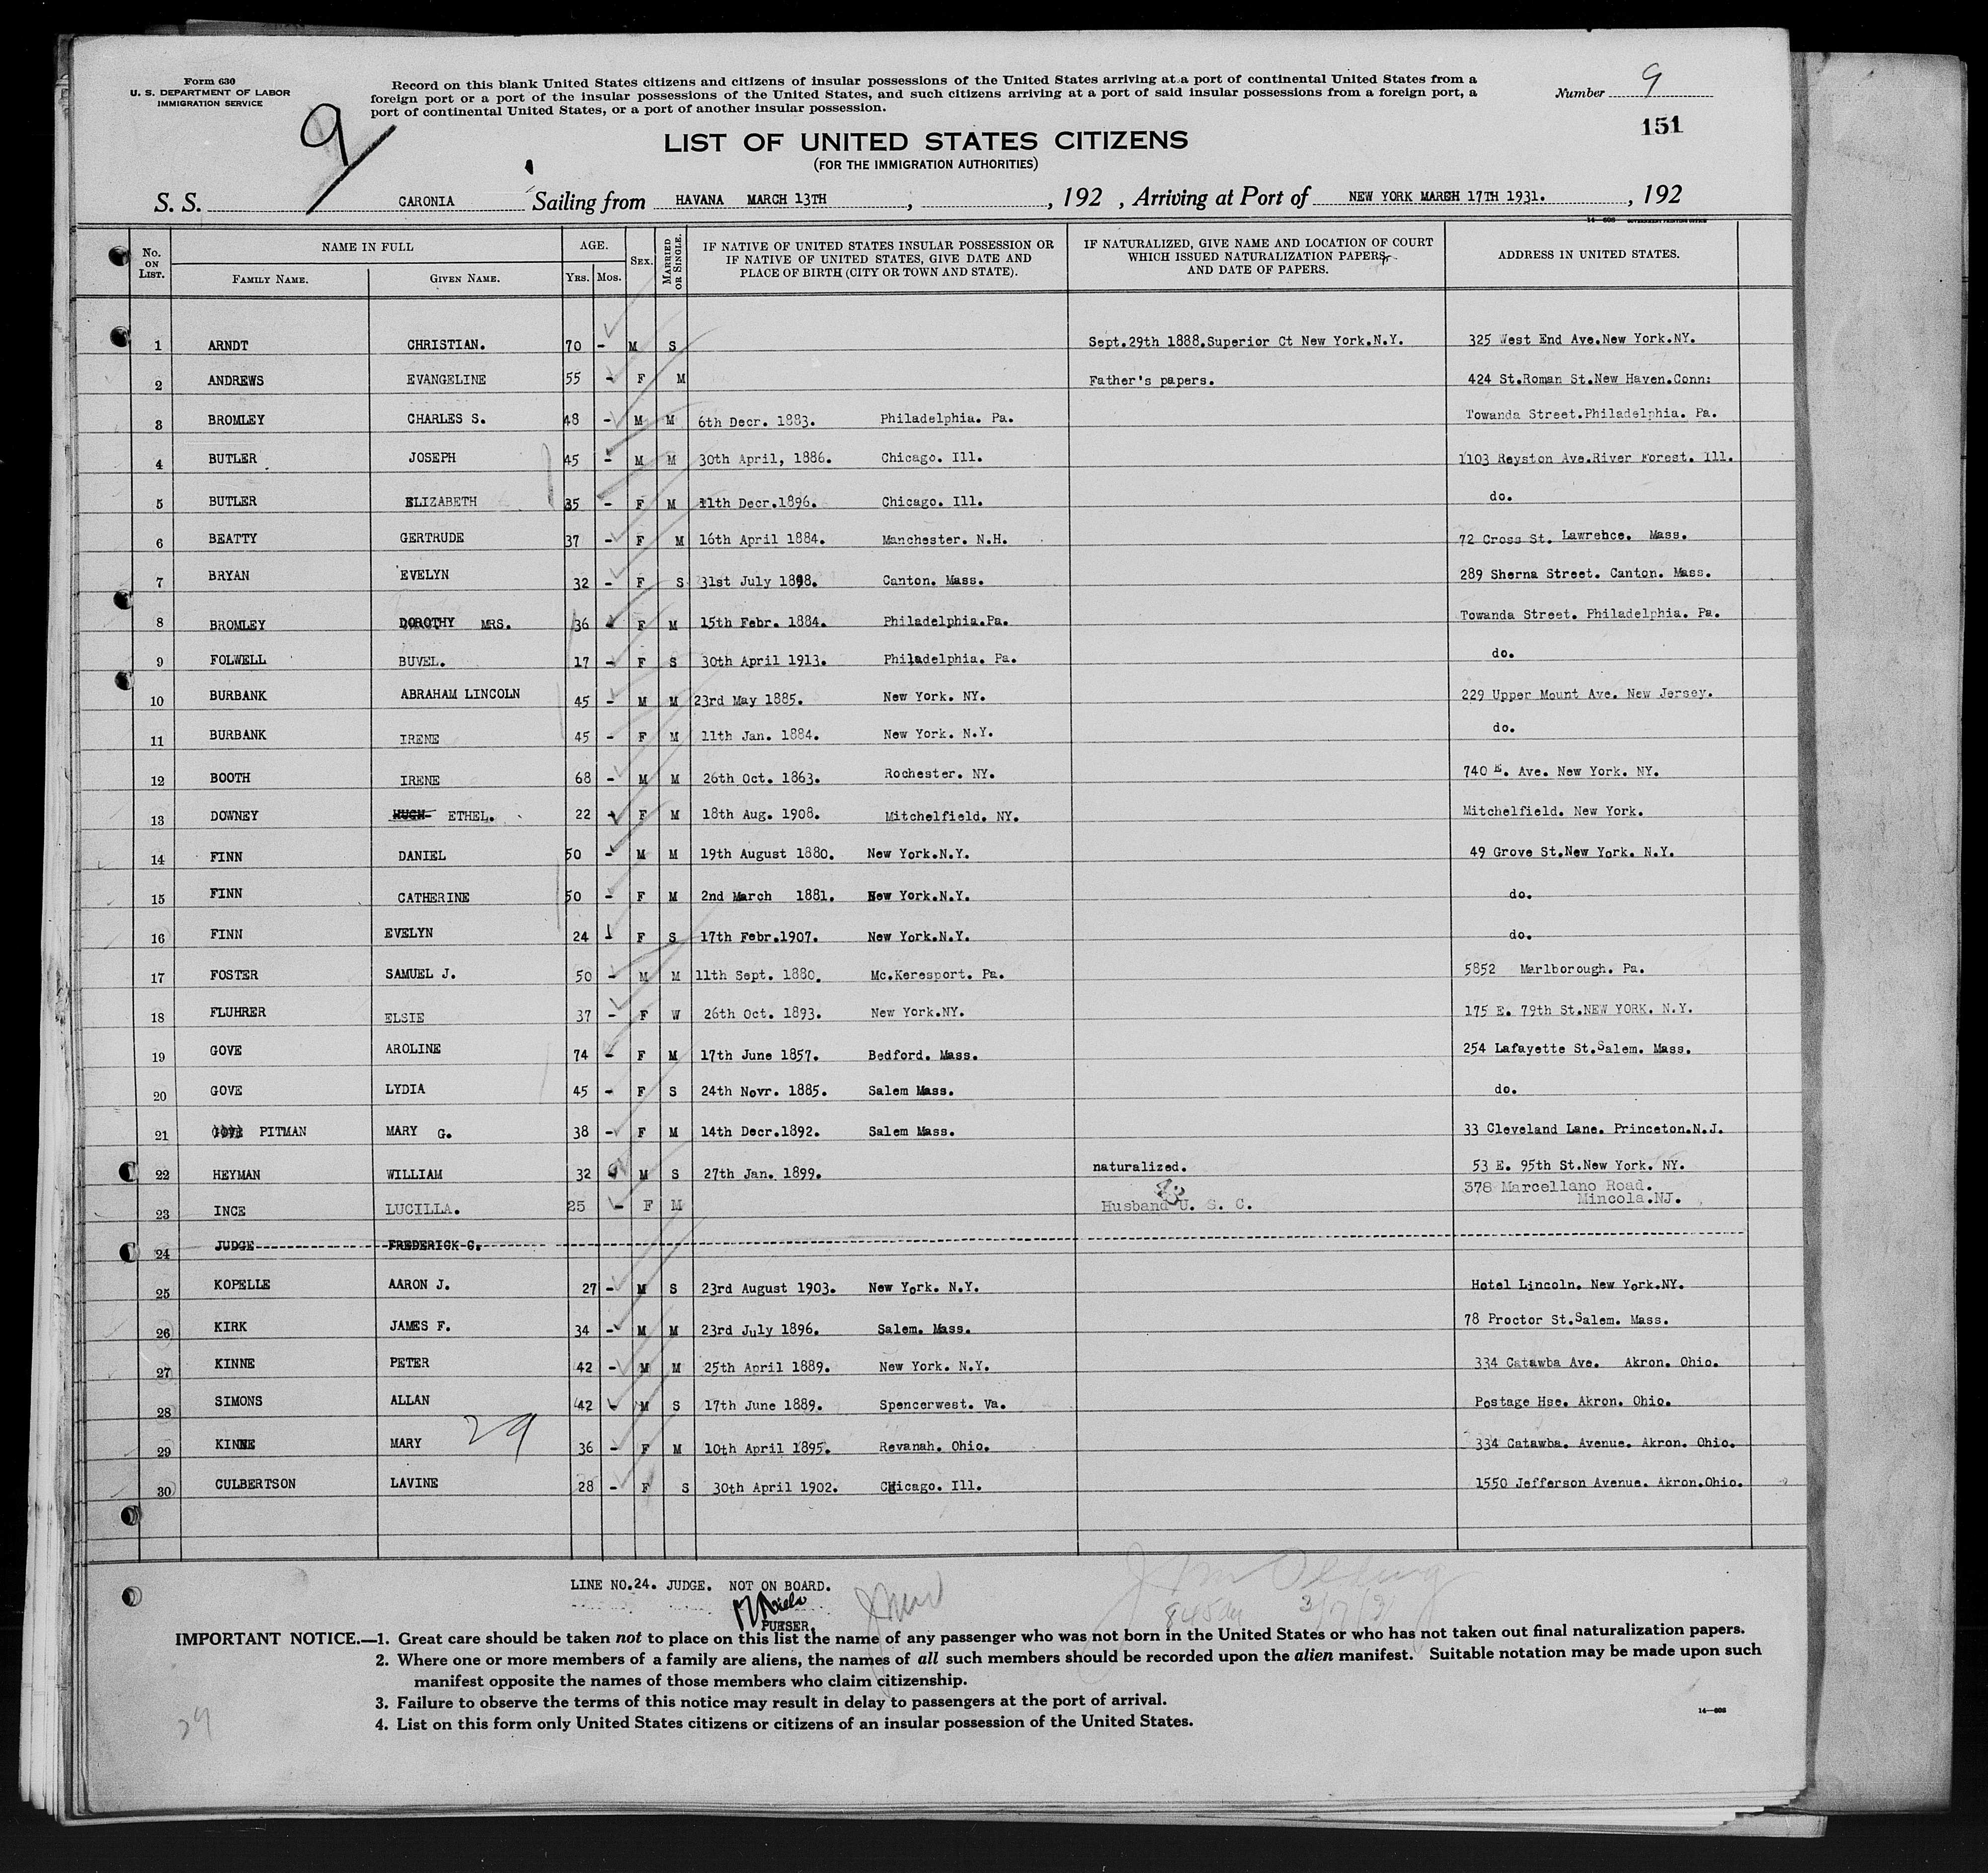 Form 630
U. S. DEPARTMENT OF LABOR
IMMIGRATION SERVICE
9
Record on this blank United States citizens and citizens of insular possessions of the United States arriving at a port of continental United States from a
foreign port or a port of the insular possessions of the United States, and such citizens arriving at a port of said insular possessions from a foreign port, a
port of continental United States, or a port of another insular possession.
Number 9
151
LIST OF UNITED STATES CITIZENS
(FOR THE IMMIGRATION AUTHORITIES)
S. S. CARONIA Sailing from HAVANA MARCH 13TH , , 192 , Arriving at Port of NEW YORK MARCH 17TH 1931. , 192
No. ON LIST. NAME IN FULL FAMILY NAME. GIVEN NAME. AGE. YRS. MOS. SEX. MARRIED OR SINGLE. IF NATIVE OF UNITED STATES INSULAR POSSESSION OR IF NATIVE OF UNITED STATES, GIVE DATE AND PLACE OF BIRTH (CITY OR TOWN AND STATE). IF NATURALIZED, GIVE NAME AND LOCATION OF COURT WHICH ISSUED NATURALIZATION PAPERS, AND DATE OF PAPERS. ADDRESS IN UNITED STATES.
1 ARNDT CHRISTIAN. 70 - M S Sept.29th 1888.Superior Ct New York.N.Y. 325 West End Ave.New York.NY.
2 ANDREWS EVANGELINE 55 - F M Father's papers. 424 St.Roman St.New Haven.Conn:
3 BROMLEY CHARLES S. 48 - M M 6th Decr. 1883. Philadelphia. Pa. Towanda Street.Philadelphia. Pa.
4 BUTLER JOSEPH 45 - M M 30th April, 1886. Chicago. Ill. 1103 Reyston Ave.River Forest. Ill.
5 BUTLER ELIZABETH 35 - F M 11th Decr.1896. Chicago. Ill. do.
6 BEATTY GERTRUDE 37 - F M 16th April 1884. Manchester. N.H. 72 Cross St. Lawrence. Mass.
7 BRYAN EVELYN 32 - F S 31st July 1898. Canton. Mass. 289 Sherna Street. Canton. Mass.
8 BROMLEY DOROTHY MRS. 36 F M 15th Febr. 1884. Philadelphia.Pa. Towanda Street. Philadelphia. Pa.
9 FOLWELL BUVEL. 17 - F S 30th April 1913. Philadelphia. Pa. do.
10 BURBANK ABRAHAM LINCOLN 45 - M M 23rd May 1885. New York. NY. 229 Upper Mount Ave. New Jersey.
11 BURBANK IRENE 45 - F M 11th Jan. 1884. New York. N.Y. do.
12 BOOTH IRENE 68 - M M 26th Oct. 1863. Rochester. NY. 740 E. Ave. New York. NY.
13 DOWNEY HUGH ETHEL. 22 F M 18th Aug. 1908. Mitchelfield. NY. Mitchelfield. New York.
14 FINN DANIEL 50 - M M 19th August 1880. New York.N.Y. 49 Grove St.New York. N.Y.
15 FINN CATHERINE 50 - F M 2nd March 1881. New York.N.Y. do.
16 FINN EVELYN 24 F S 17th Febr.1907. New York.N.Y. do.
17 FOSTER SAMUEL J. 50 - M M 11th Sept. 1880. Mc.Keresport. Pa. 5852 Marlborough. Pa.
18 FLUHRER ELSIE 37 - F W 26th Oct. 1893. New York.NY. 175 E. 79th St.NEW YORK. N.Y.
19 GOVE AROLINE 74 - F M 17th June 1857. Bedford. Mass. 254 Lafayette St.Salem. Mass.
20 GOVE LYDIA 45 - F S 24th Novr. 1885. Salem Mass. do.
21 PITMAN MARY G. 38 - F M 14th Decr.1892. Salem Mass. 33 Cleveland Lane. Princeton.N.J.
22 HEYMAN WILLIAM 32 M S 27th Jan. 1899. naturalized. 53 E. 95th St.New York. NY.
23 INCE LUCILLA. 25 - F M Husband U. S. C. 378 Marcellano Road. Mincola.NJ.
24 JUDGE FREDERICK C.
25 KOPELLE AARON J. 27 - M S 23rd August 1903. New York. N.Y. Hotel Lincoln. New York.NY.
26 KIRK JAMES F. 34 - M M 23rd July 1896. Salem. Mass. 78 Proctor St.Salem. Mass.
27 KINNE PETER 42 - M M 25th April 1889. New York. N.Y. 334 Catawba Ave. Akron. Ohio.
28 SIMONS ALLAN 42 - M S 17th June 1889. Spencerwest. Va. Postage Hse. Akron. Ohio.
29 KINNE MARY 29 36 - F M 10th April 1895. Revanah. Ohio. 334 Catawba. Avenue. Akron. Ohio.
30 CULBERTSON LAVINE 28 - F S 30th April 1902. Chicago. Ill. 1550 Jefferson Avenue. Akron.Ohio.
LINE NO.24. JUDGE. NOT ON BOARD.
PURSER.
IMPORTANT NOTICE.—1. Great care should be taken not to place on this list the name of any passenger who was not born in the United States or who has not taken out final naturalization papers.
2. Where one or more members of a family are aliens, the names of all such members should be recorded upon the alien manifest. Suitable notation may be made upon such
manifest opposite the names of those members who claim citizenship.
3. Failure to observe the terms of this notice may result in delay to passengers at the port of arrival.
4. List on this form only United States citizens or citizens of an insular possession of the United States.
29